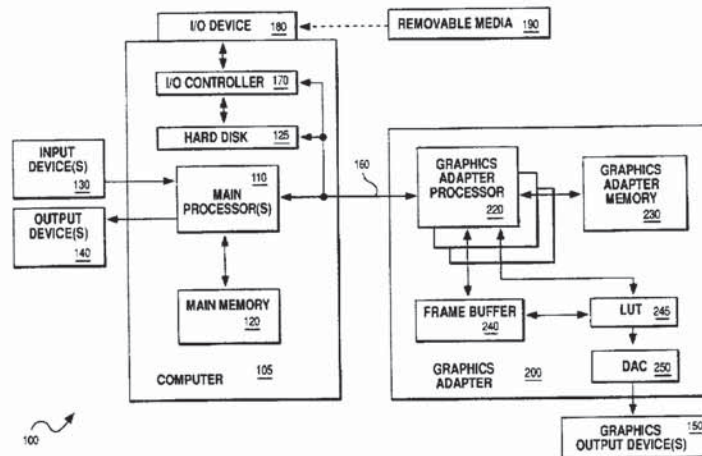 I/O DEVICE 180
REMOVABLE MEDIA 190
I/O CONTROLLER 170
HARD DISK 125
INPUT
DEVICE(S)
130
OUTPUT
DEVICE(S)
140
110
MAIN
PROCESSOR(S)
MAIN MEMORY
120
COMPUTER 105
160
GRAPHICS
ADAPTER
PROCESSOR
220
GRAPHICS
ADAPTER
MEMORY
230
FRAME BUFFER
240
LUT 245
DAC 250
GRAPHICS
ADAPTER 200
GRAPHICS 150
OUTPUT DEVICE(S)
100